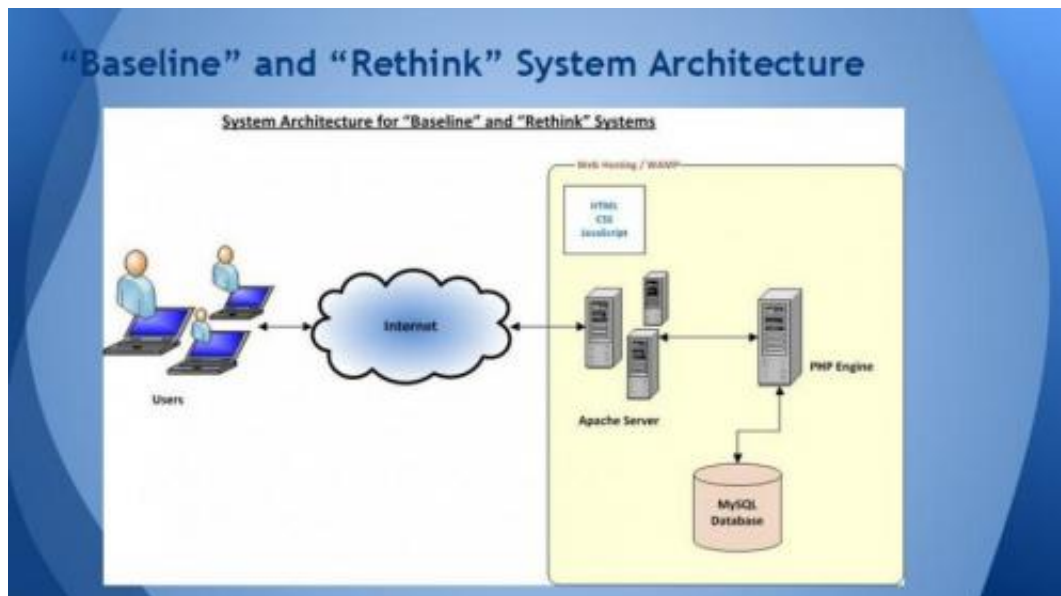 “Baseline” and “Rethink” System Architecture
System Architecture for “Baseline” and “Rethink” Systems
Web Hosting / WAMP
HTML
CSS
JavaScript
Internet
Users
Apache Server
PHP Engine
MySQL
Database